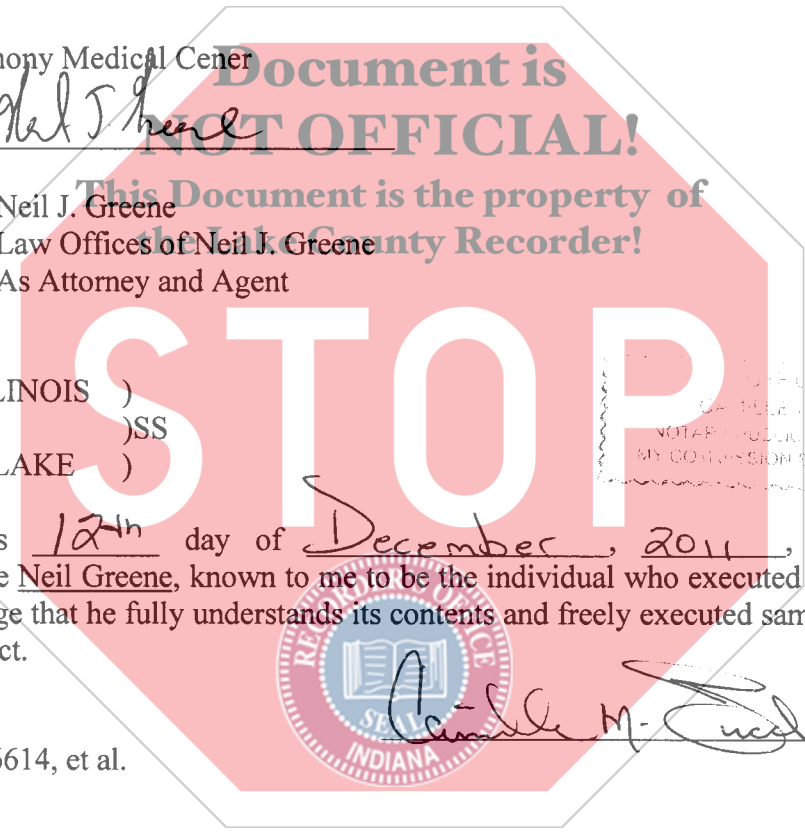 hony Medical Cener
Document is
NOT OFFICIAL!
This Document is the property of
the Lake County Recorder!
Neil J. Greene
Law Offices of Neil J. Greene
As Attorney and Agent
STOP
LINOIS )
)SS
LAKE )
NOTARY PUBLIC
MY COMMISSION
s 12th day of December, 2011,
e Neil Greene, known to me to be the individual who executed
ge that he fully understands its contents and freely executed sam
ct.
RECORDER'S OFFICE
SEAL
INDIANA
Camille M.
6614, et al.